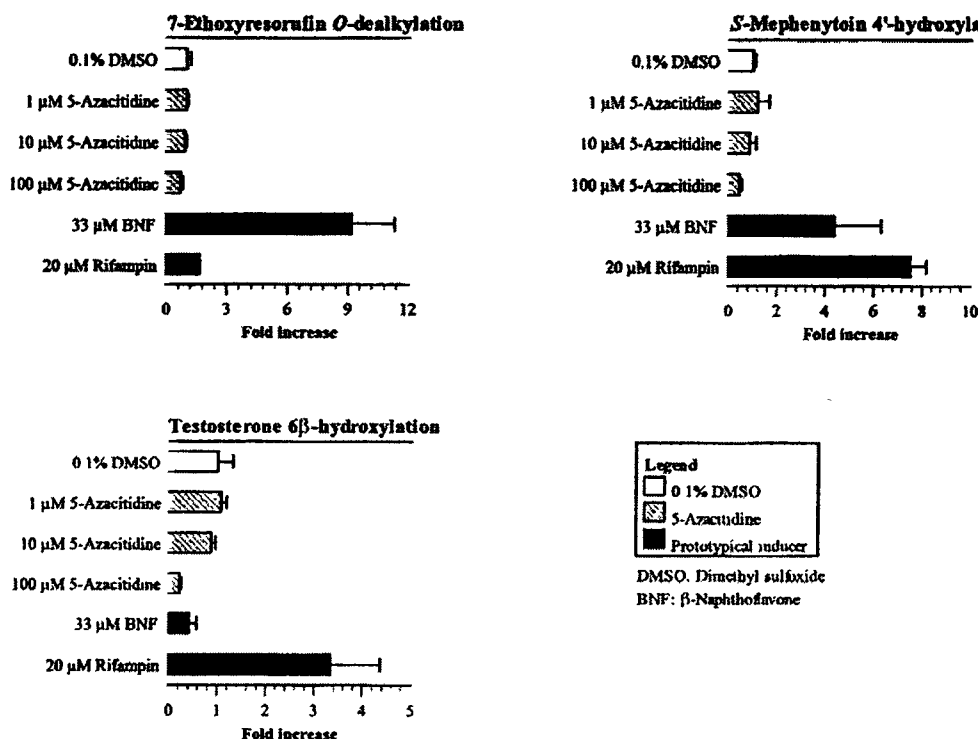 7-Ethoxyresorufin O-dealkylation
0.1% DMSO
1 µM 5-Azacitidine
10 µM 5-Azacitidine
100 µM 5-Azacitidine
33 µM BNF
20 µM Rifampin
0 3 6 9 12
Fold increase
S-Mephenytoin 4'-hydroxyla
0.1% DMSO
1 µM 5-Azacitidine
10 µM 5-Azacitidine
100 µM 5-Azacitidine
33 µM BNF
20 µM Rifampin
0 2 4 6 8 10
Fold increase
Testosterone 6β-hydroxylation
0 1% DMSO
1 µM 5-Azacitidine
10 µM 5-Azacitidine
100 µM 5-Azacitidine
33 µM BNF
20 µM Rifampin
0 1 2 3 4 5
Fold increase
Legend
0 1% DMSO
5-Azacitidine
Prototypical inducer
DMSO. Dimethyl sulfoxide
BNF: β-Naphthoflavone